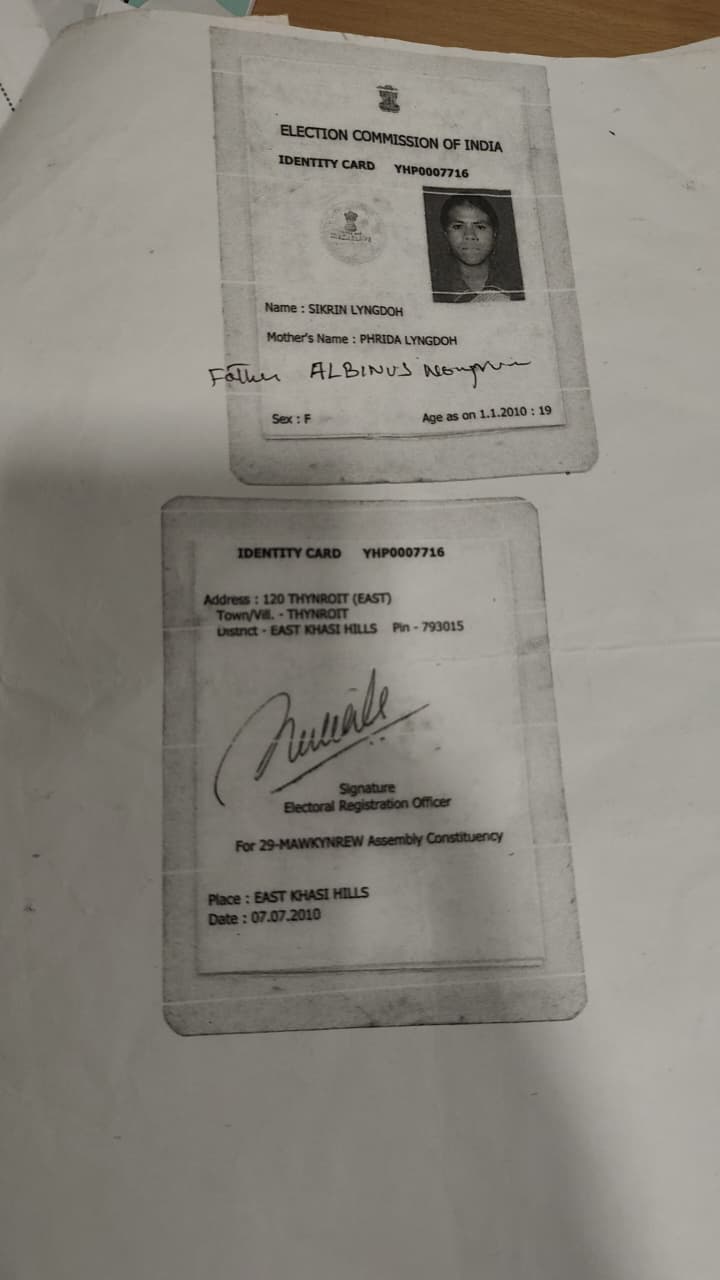 ELECTION COMMISSION OF INDIA
IDENTITY CARD YHP0007716
Name : SIKRIN LYNGDOH
Mother's Name : PHRIDA LYNGDOH
Father ALBINUS
Sex : F Age as on 1.1.2010 : 19
IDENTITY CARD YHP0007716
Address : 120 THYNROIT (EAST)
Town/Vill. - THYNROIT
District - EAST KHASI HILLS Pin - 793015
Signature
Electoral Registration Officer
For 29-MAWKYNREW Assembly Constituency
Place : EAST KHASI HILLS
Date : 07.07.2010